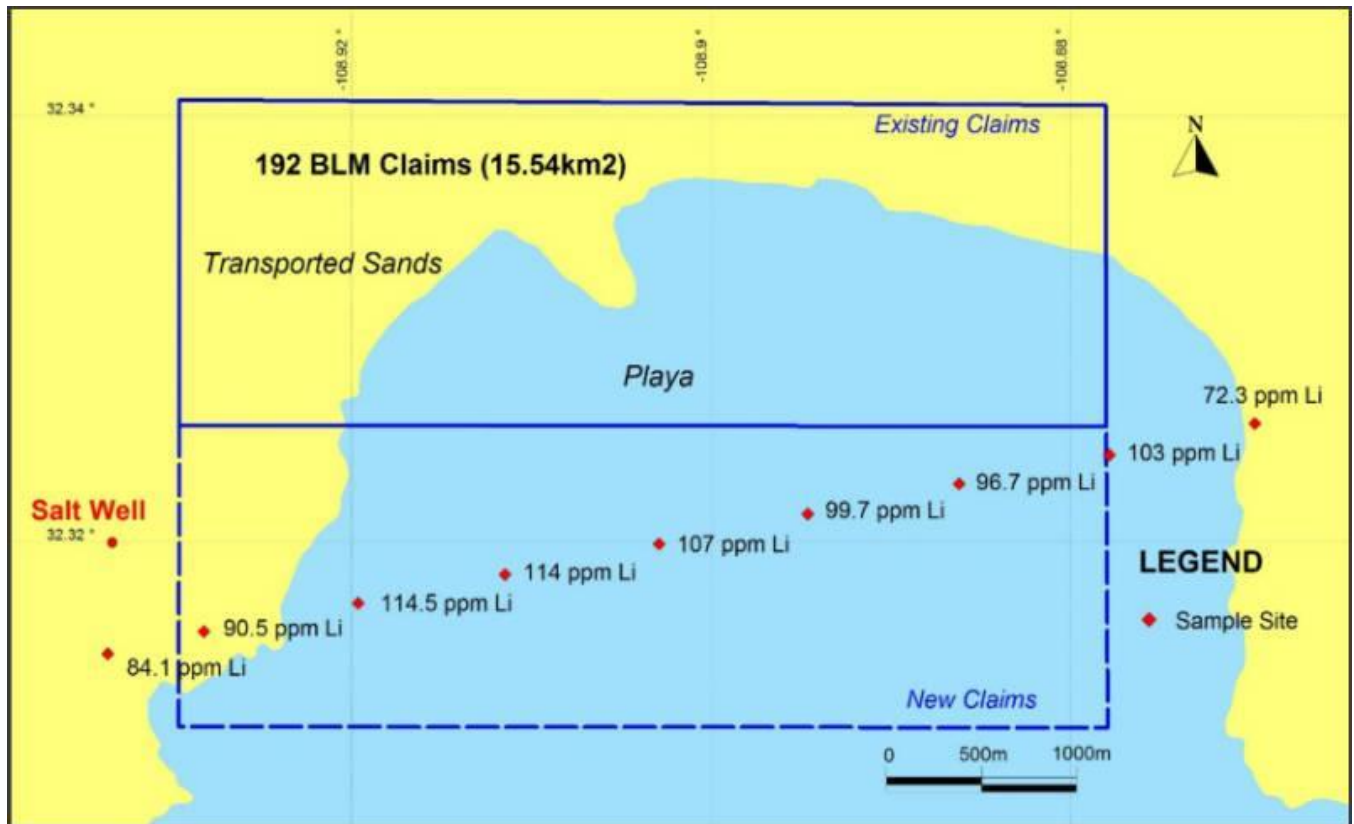 -108.92
-108.9
-108.88
32.34 °
Existing Claims
N
192 BLM Claims (15.54km2)
Transported Sands
Playa
72.3 ppm Li
103 ppm Li
96.7 ppm Li
Salt Well
99.7 ppm Li
32.32 °
107 ppm Li
LEGEND
114 ppm Li
114.5 ppm Li
Sample Site
90.5 ppm Li
84.1 ppm Li
New Claims
0 500m 1000m